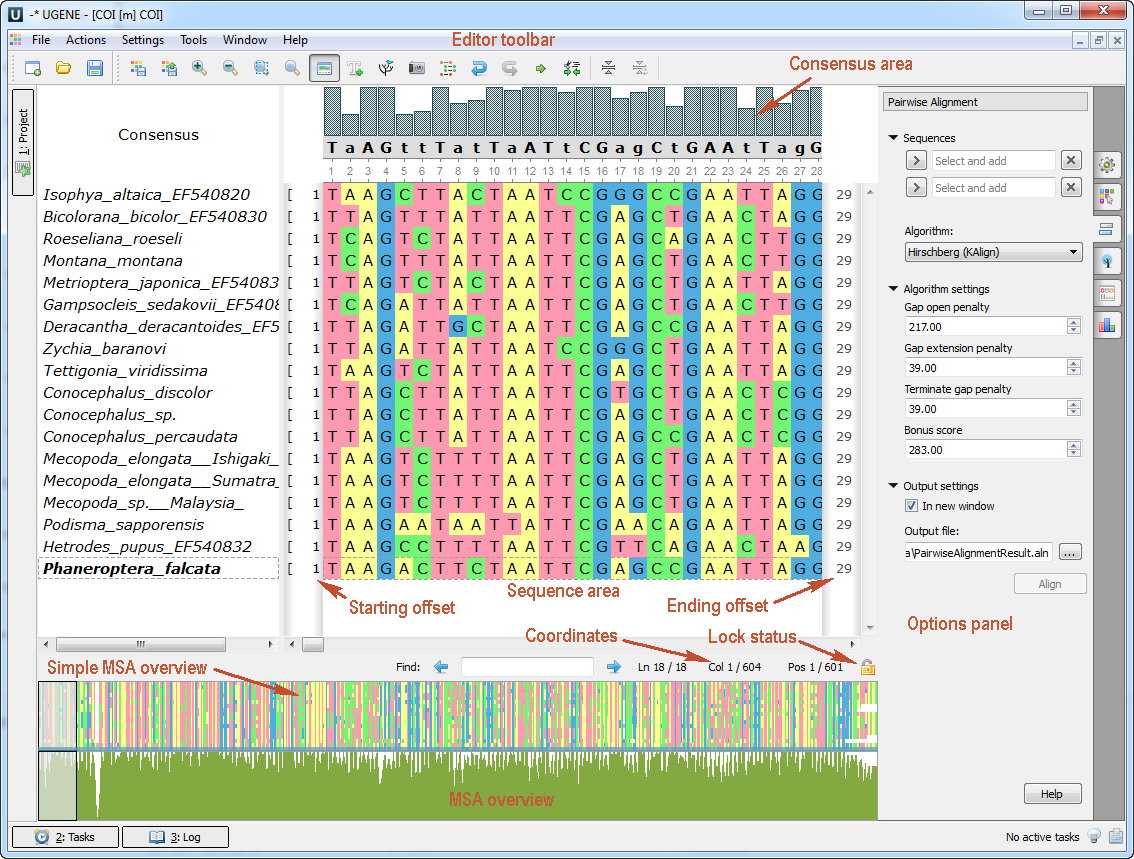 -* UGENE - [COI [m] COI]
File Actions Settings Tools Window Help
Editor toolbar
Consensus area
1: Project
Consensus
T a A G t t T a t T a A T t C G a g C t G A A t T a g G
1 2 3 4 5 6 7 8 9 10 11 12 13 14 15 16 17 18 19 20 21 22 23 24 25 26 27 28
Isophya_altaica_EF540820 [ 1 T A A G C T T A C T A A T C C G G G C C G A A T T A G G 29
Bicolorana_bicolor_EF540830 [ 1 T T A G T T T A T T A A T T C G A G C T G A A C T A G G 29
Roeseliana_roeseli [ 1 T C A G T C T A T T A A T T C G A G C A G A A C T T G G 29
Montana_montana [ 1 T C A G T T T A T T A A T T C G A G C T G A A C T T G G 29
Metrioptera_japonica_EF54083 [ 1 T T A G T C T A C T A A T T C G A G C T G A A T T A G G 29
Gampsocleis_sedakovii_EF5408 [ 1 T C A G A T T A T T A A T T C G A G C T G A A C T T G G 29
Deracantha_deracantoides_EF5 [ 1 T T A G A T T G C T A A T T C G A G C C G A A T T A G G 29
Zychia_baranovi [ 1 T T A G A T T A T T A A T C C G G G C T G A A T T A G G 29
Tettigonia_viridissima [ 1 T A A G T C T A T T A A T T C G A G C T G A A T T A G G 29
Conocephalus_discolor [ 1 T T A G C T T A T T A A T T C G T G C T G A A C T C G G 29
Conocephalus_sp. [ 1 T T A G C T T A T T A A T T C G A G C T G A A C T C G G 29
Conocephalus_percaudata [ 1 T T A G C T T A T T A A T T C G A G C C G A A C T C G G 29
Mecopoda_elongata__Ishigaki_ [ 1 T A A G T C T T T T A A T T C G A G C T G A A T T A G G 29
Mecopoda_elongata__Sumatra_ [ 1 T A A G T C T T T T A A T T C G A G C T G A A T T A G G 29
Mecopoda_sp.__Malaysia_ [ 1 T A A G T C T T T T A A T T C G A G C T G A A T T A G G 29
Podisma_sapporensis [ 1 T A A G A A T A A T T A T T C G A A C A G A A T T A G G 29
Hetrodes_pupus_EF540832 [ 1 T A A G C C T T T T A A T T C G T T C A G A A C T A A G 29
Phaneroptera_falcata [ 1 T A A G A C T T C T A A T T C G A G C C G A A T T A G G 29
Starting offset
Sequence area
Ending offset
Coordinates
Lock status
Find:
Ln 18 / 18 Col 1 / 604 Pos 1 / 601
Simple MSA overview
MSA overview
Pairwise Alignment
Sequences
Select and add
Select and add
Algorithm:
Hirschberg (KAlign)
Algorithm settings
Gap open penalty
217.00
Gap extension penalty
39.00
Terminate gap penalty
39.00
Bonus score
283.00
Output settings
In new window
Output file:
a\PairwiseAlignmentResult.aln ...
Align
Options panel
Help
2: Tasks 3: Log No active tasks